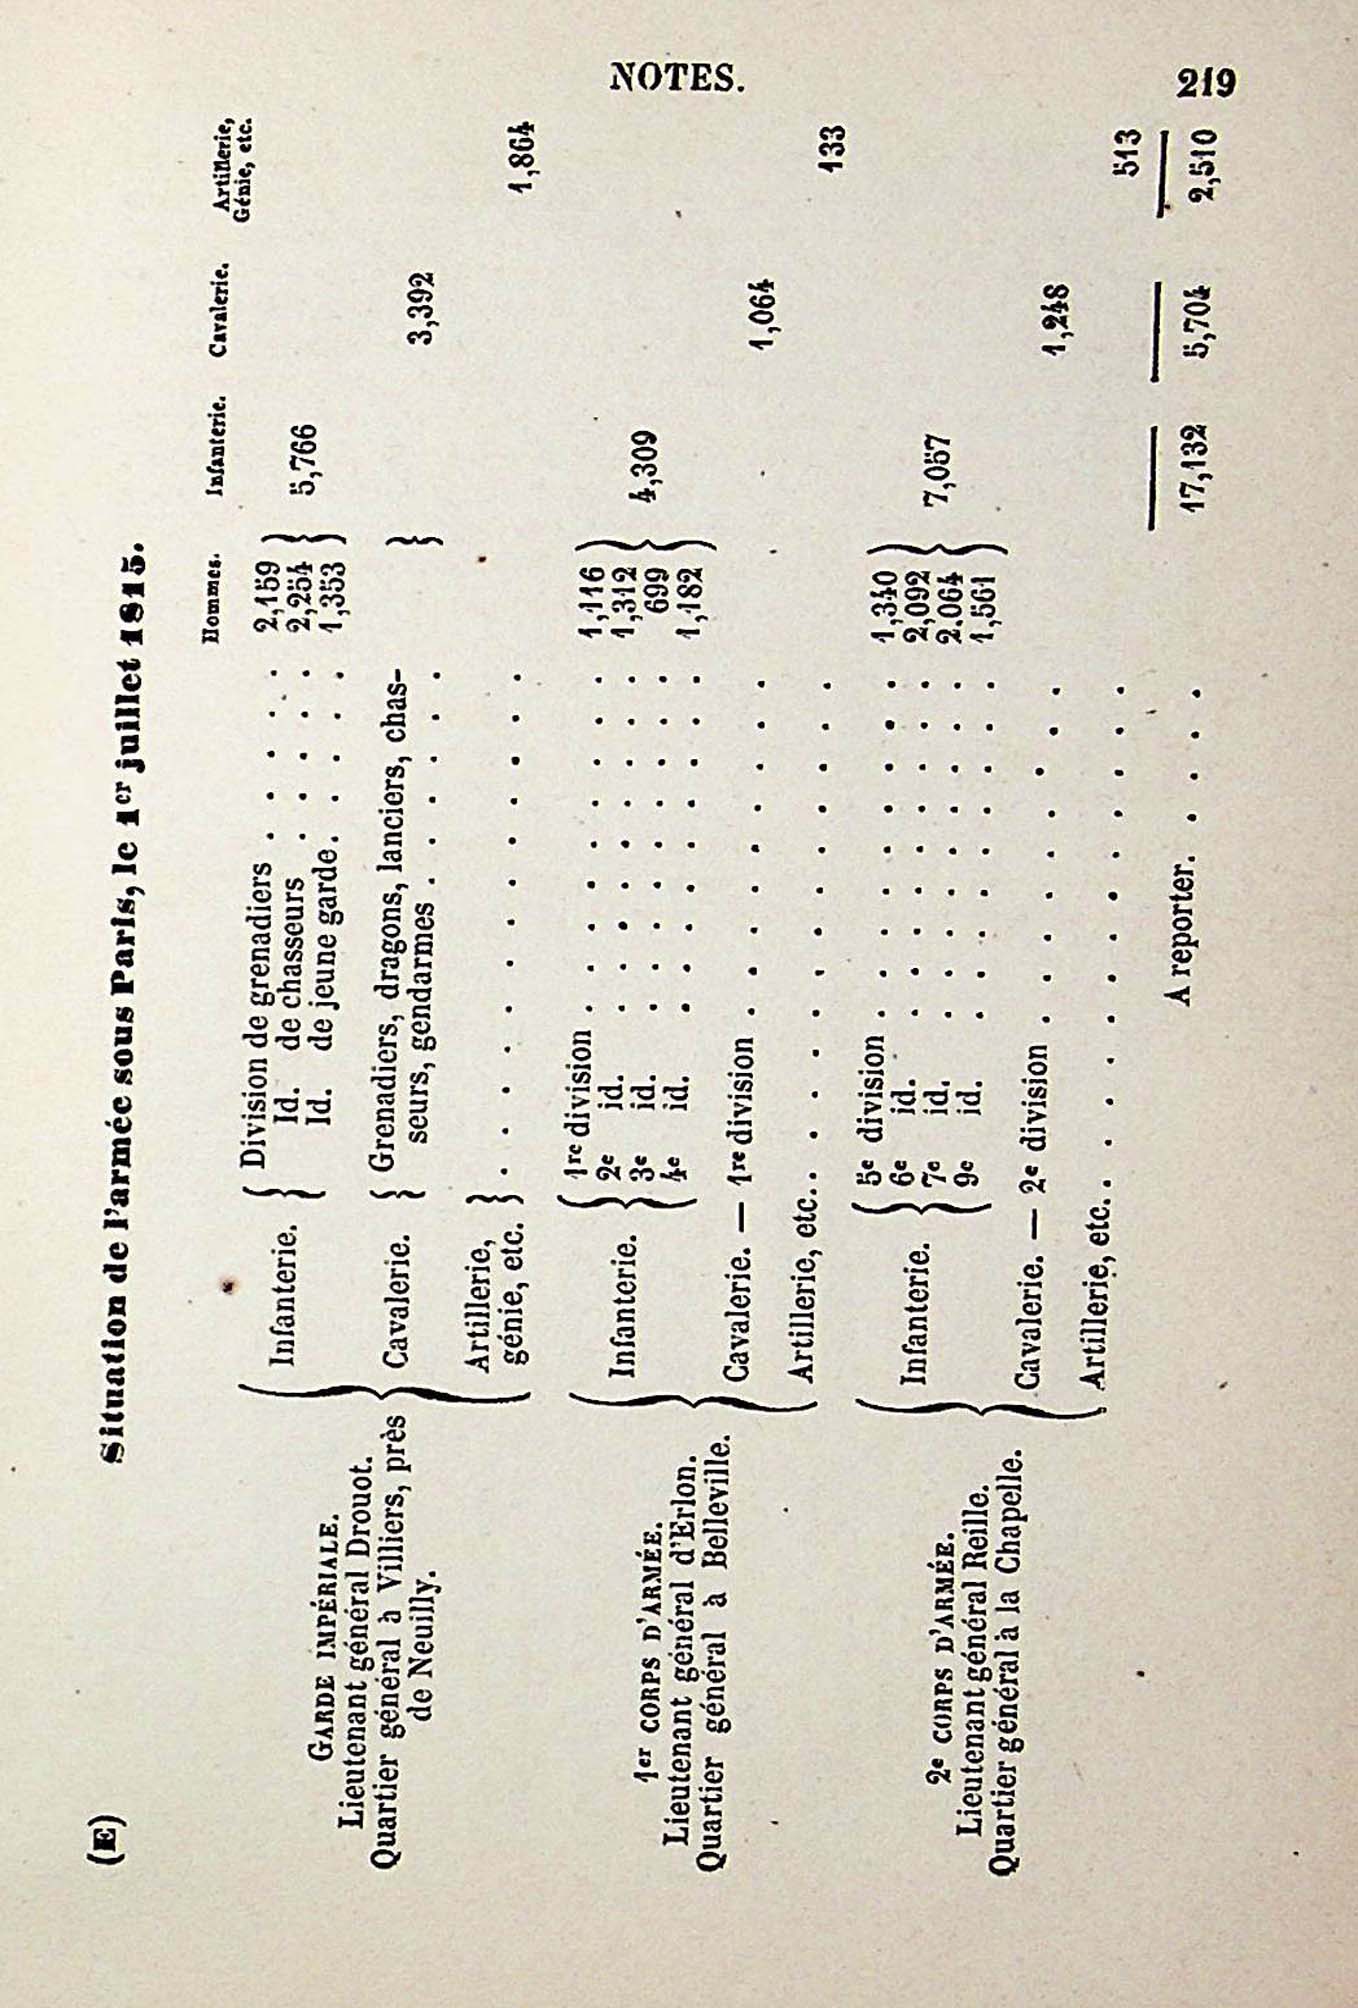 NOTES. 219
(E) Situation de l'armée sous Paris, le 1er juillet 1815.
Hommes. Infanterie. Cavalerie. Artillerie, Génie, etc.
GARDE IMPÉRIALE.
Lieutenant général Drouot.
Quartier général à Villiers, près
de Neuilly.
Infanterie. Division de grenadiers . . . . . 2,159
Id. de chasseurs . . . . . 2,254 5,766
Id. de jeune garde. . . . . 1,353
Cavalerie. Grenadiers, dragons, lanciers, chas-
seurs, gendarmes . . . . . . 3,392
Artillerie,
génie, etc. . . . . . . . . . . . . . 1,864
1er CORPS D'ARMÉE.
Lieutenant général d'Erlon.
Quartier général à Belleville.
Infanterie. 1re division . . . . . . . . . 1,116
2e id. . . . . . . . . . 1,312
3e id. . . . . . . . . . 699 4,309
4e id. . . . . . . . . . 1,182
Cavalerie. — 1re division . . . . . . . . . 1,064
Artillerie, etc. . . . . . . . . . . . . . 133
2e CORPS D'ARMÉE.
Lieutenant général Reille.
Quartier général à la Chapelle.
Infanterie. 5e division . . . . . . . . . 1,340
6e id. . . . . . . . . . 2,092
7e id. . . . . . . . . . 2.064 7,057
9e id. . . . . . . . . . 1,561
Cavalerie. — 2e division . . . . . . . . . 1,248
Artillerie, etc. . . . . . . . . . . . . . 513
A reporter. . . . . 17,132 5,704 2,510